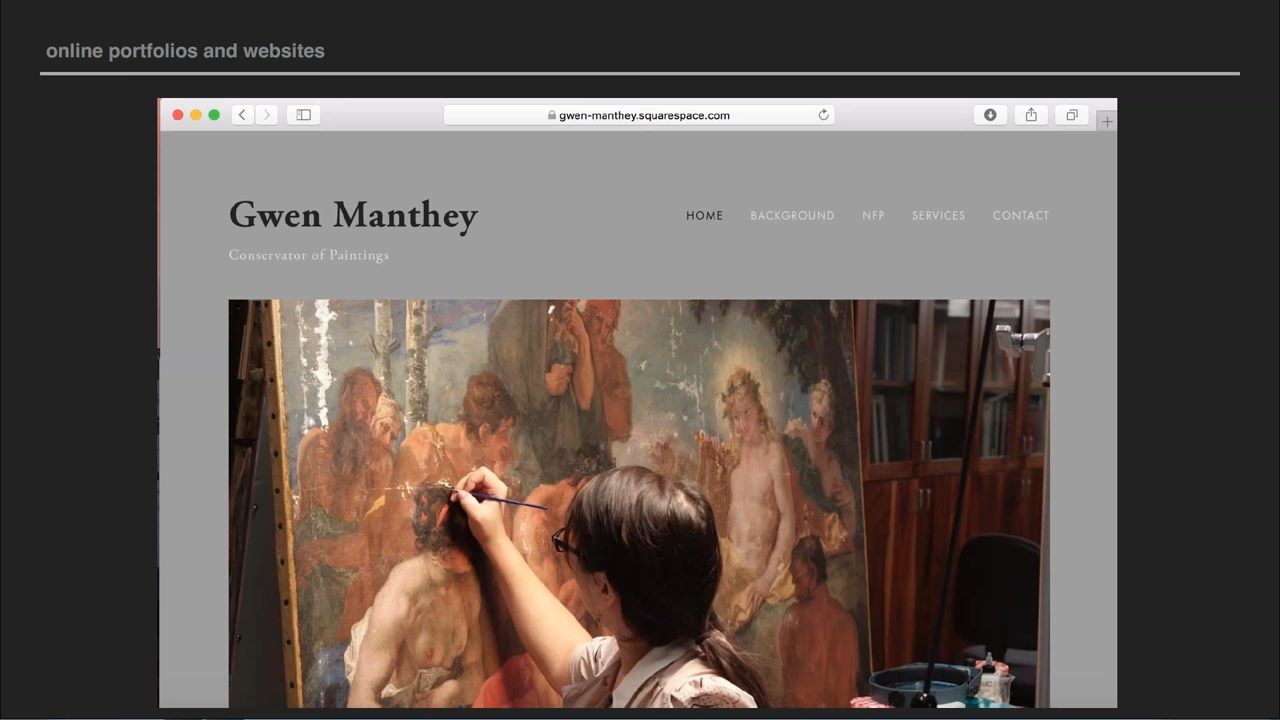 online portfolios and websites
gwen-manthey.squarespace.com
Gwen Manthey
HOME BACKGROUND NFP SERVICES CONTACT
Conservator of Paintings